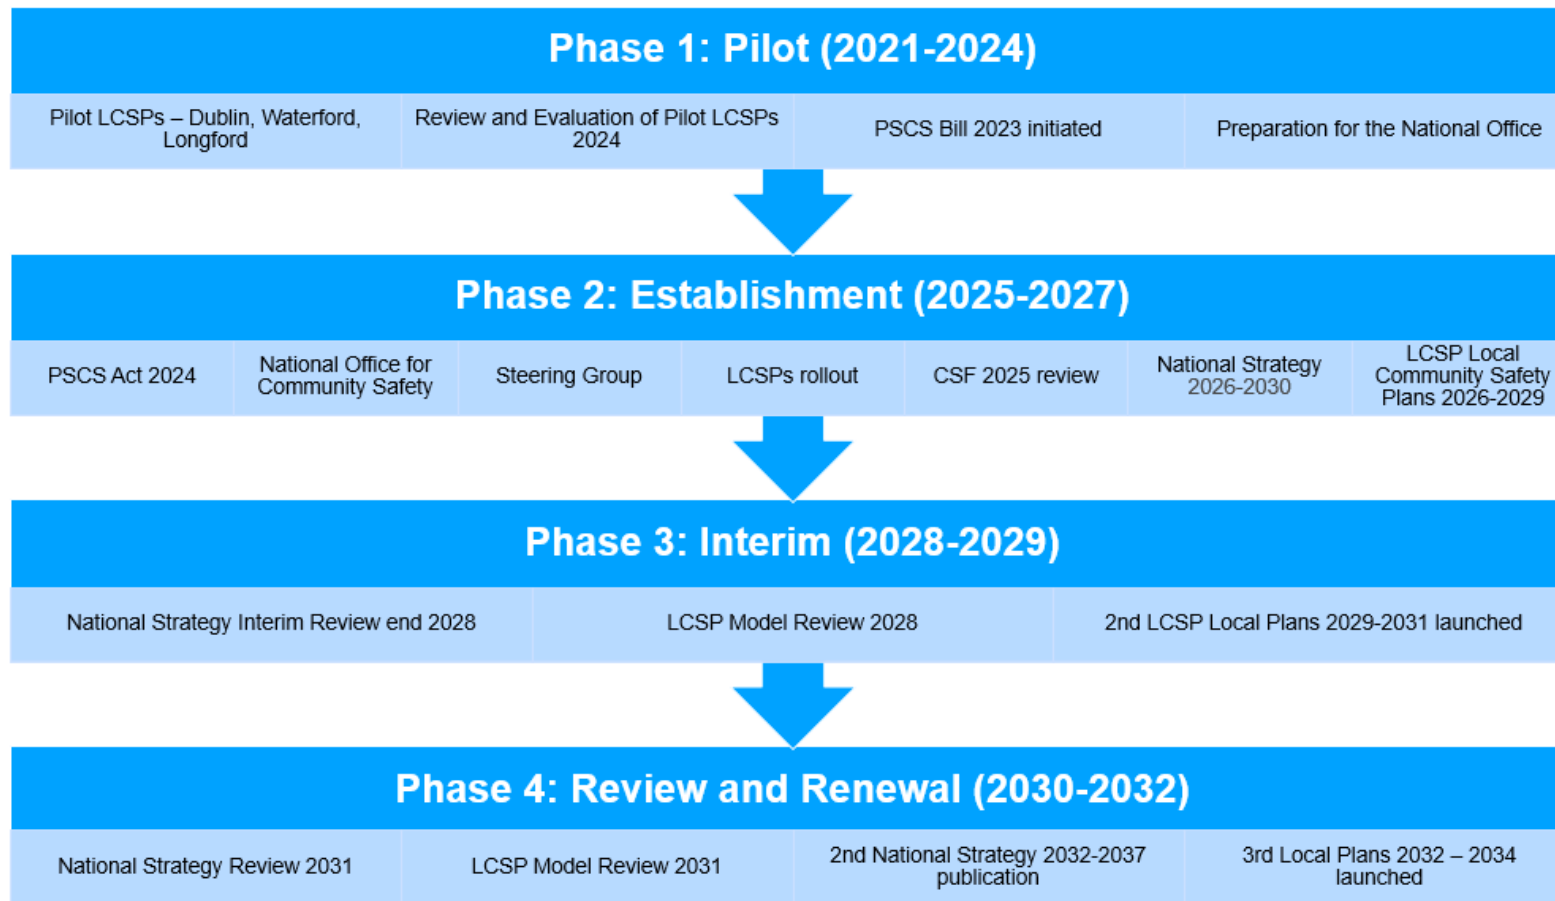 Phase 1: Pilot (2021-2024)
Pilot LCSPs – Dublin, Waterford,
Longford
Review and Evaluation of Pilot LCSPs
2024
PSCS Bill 2023 initiated
Preparation for the National Office
Phase 2: Establishment (2025-2027)
PSCS Act 2024
National Office for
Community Safety
Steering Group
LCSPs rollout
CSF 2025 review
National Strategy
2026-2030
LCSP Local
Community Safety
Plans 2026-2029
Phase 3: Interim (2028-2029)
National Strategy Interim Review end 2028
LCSP Model Review 2028
2nd LCSP Local Plans 2029-2031 launched
Phase 4: Review and Renewal (2030-2032)
National Strategy Review 2031
LCSP Model Review 2031
2nd National Strategy 2032-2037
publication
3rd Local Plans 2032 – 2034
launched